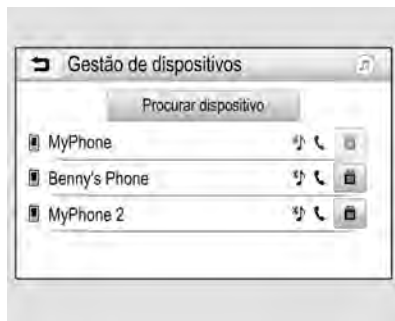 Gestão de dispositivos
Procurar dispositivo
MyPhone
Benny's Phone
MyPhone 2